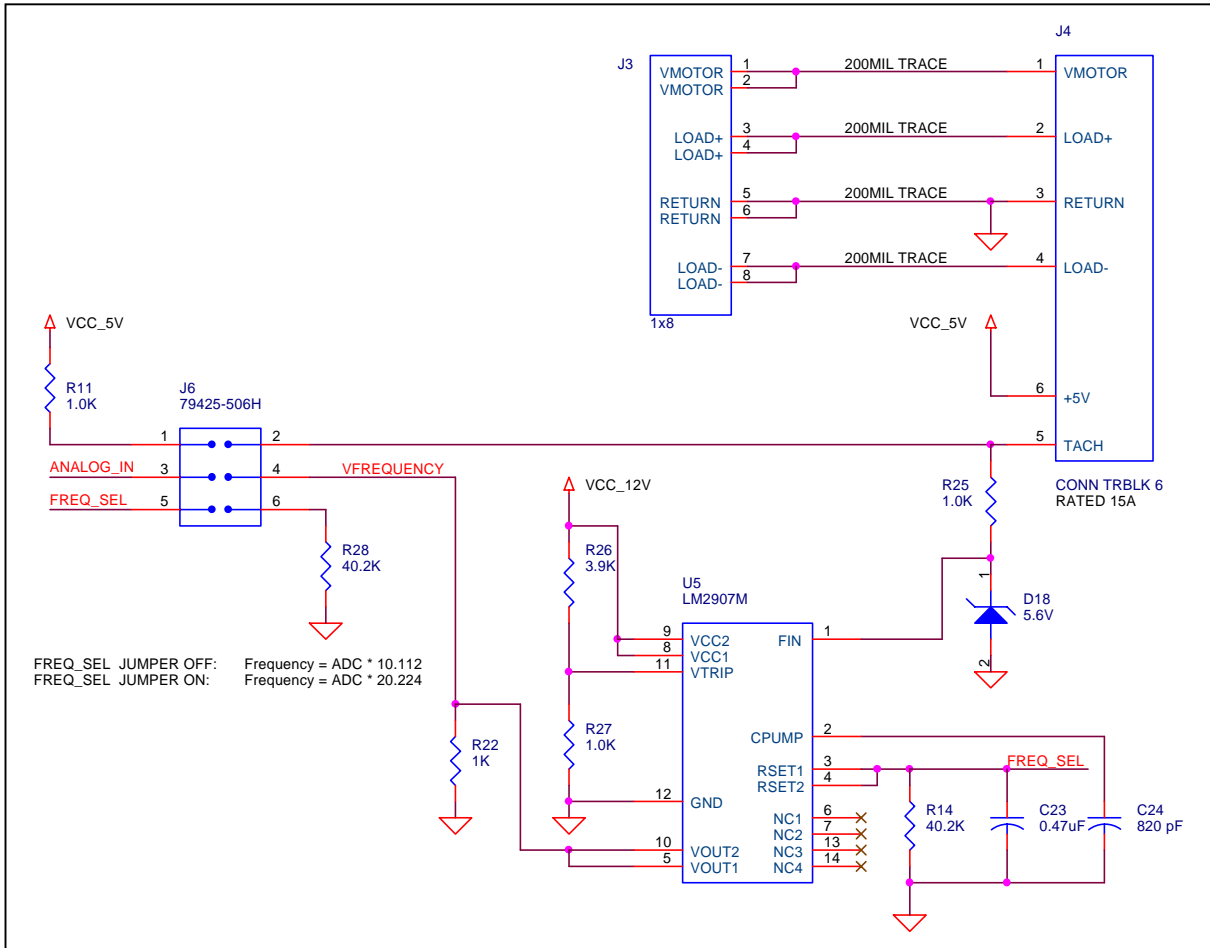 J4
J3
1 200MIL TRACE 1
VMOTOR VMOTOR
2
VMOTOR
3 200MIL TRACE 2
LOAD+ LOAD+
4
LOAD+
5 200MIL TRACE 3
RETURN RETURN
6
RETURN
7 200MIL TRACE 4
LOAD- LOAD-
8
LOAD-
1x8
VCC_5V
VCC_5V
R11
1.0K
J6
79425-506H
6
+5V
1 2
5
TACH
ANALOG_IN 3 4 VFREQUENCY
FREQ_SEL 5 6
VCC_12V
R25
1.0K
CONN TRBLK 6
RATED 15A
R28
40.2K
R26
3.9K
U5
LM2907M
1
D18
5.6V
2
9 VCC2 FIN 1
8 VCC1
11 VTRIP
FREQ_SEL JUMPER OFF: Frequency = ADC * 10.112
FREQ_SEL JUMPER ON: Frequency = ADC * 20.224
R27
1.0K
R22
1K
CPUMP 2
RSET1 3 FREQ_SEL
RSET2 4
12 GND
R14
40.2K
C23
0.47uF
C24
820 pF
NC1 6
NC2 7
NC3 13
NC4 14
10 VOUT2
5 VOUT1